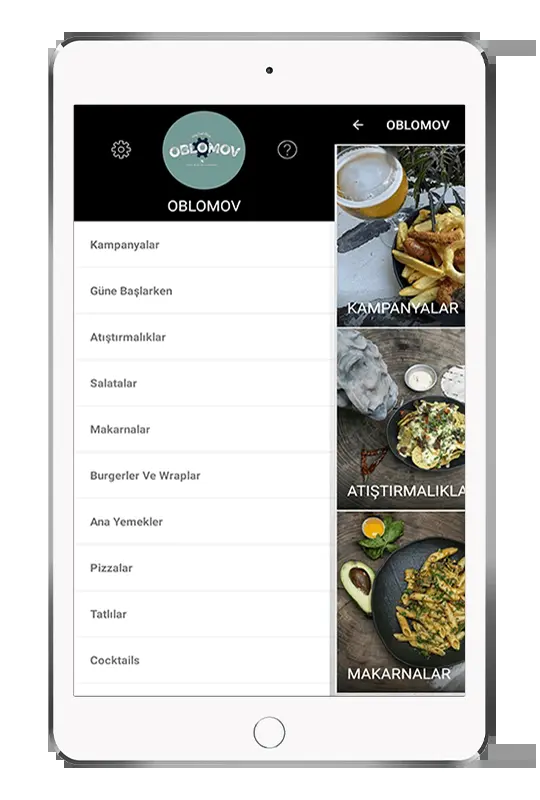 OBLOMOV
OBLOMOV
Kampanyalar
Güne Başlarken
Atıştırmalıklar
Salatalar
Makarnalar
Burgerler Ve Wraplar
Ana Yemekler
Pizzalar
Tatlılar
Cocktails
OBLOMOV
KAMPANYALAR
ATIŞTIRMALIKLA
MAKARNALAR